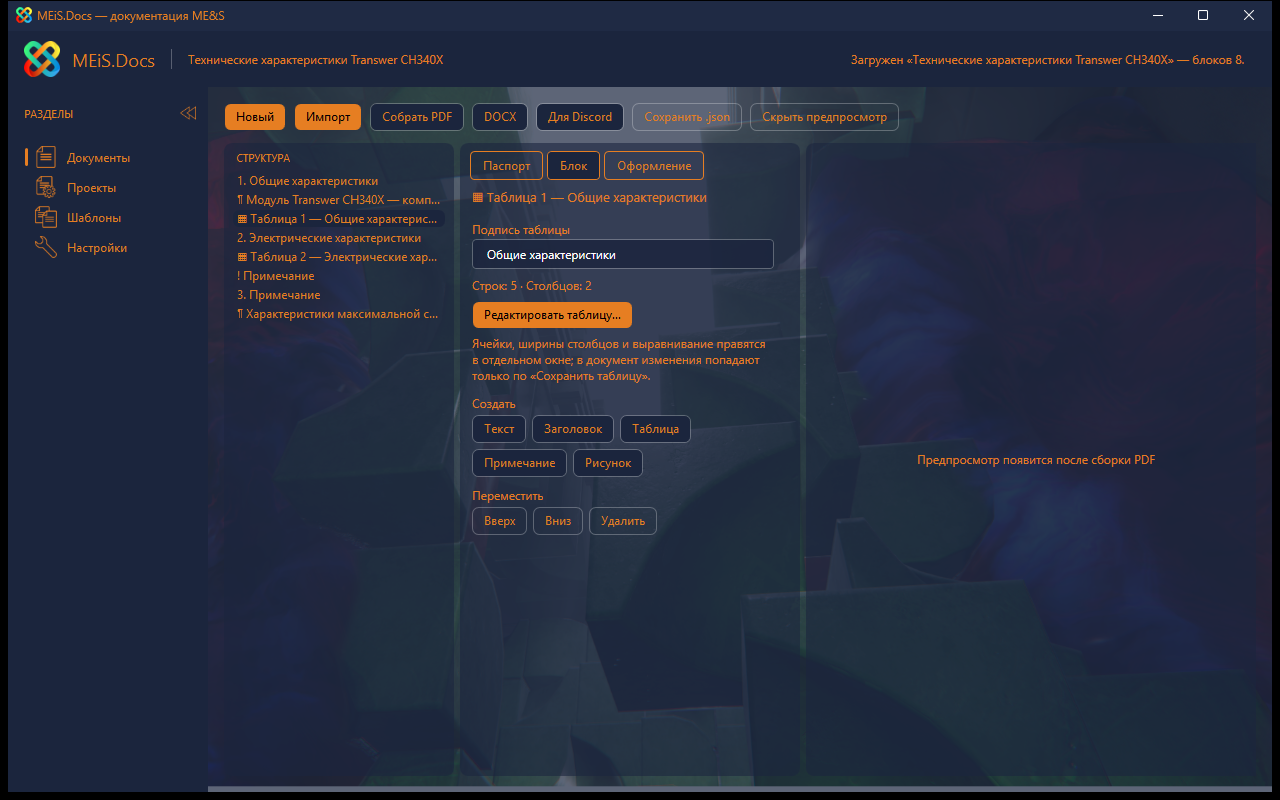 MEiS.Docs — документация ME&S
MEiS.Docs
Технические характеристики Transwer CH340X
Загружен «Технические характеристики Transwer CH340X» — блоков 8.
РАЗДЕЛЫ
Документы
Проекты
Шаблоны
Настройки
Новый
Импорт
Собрать PDF
DOCX
Для Discord
Сохранить .json
Скрыть предпросмотр
СТРУКТУРА
1. Общие характеристики
¶ Модуль Transwer CH340X — комп...
▦ Таблица 1 — Общие характерис...
2. Электрические характеристики
▦ Таблица 2 — Электрические хар...
! Примечание
3. Примечание
¶ Характеристики максимальной с...
Паспорт
Блок
Оформление
▦ Таблица 1 — Общие характеристики
Подпись таблицы
Общие характеристики
Строк: 5 · Столбцов: 2
Редактировать таблицу...
Ячейки, ширины столбцов и выравнивание правятся
в отдельном окне; в документ изменения попадают
только по «Сохранить таблицу».
Создать
Текст
Заголовок
Таблица
Примечание
Рисунок
Переместить
Вверх
Вниз
Удалить
Предпросмотр появится после сборки PDF